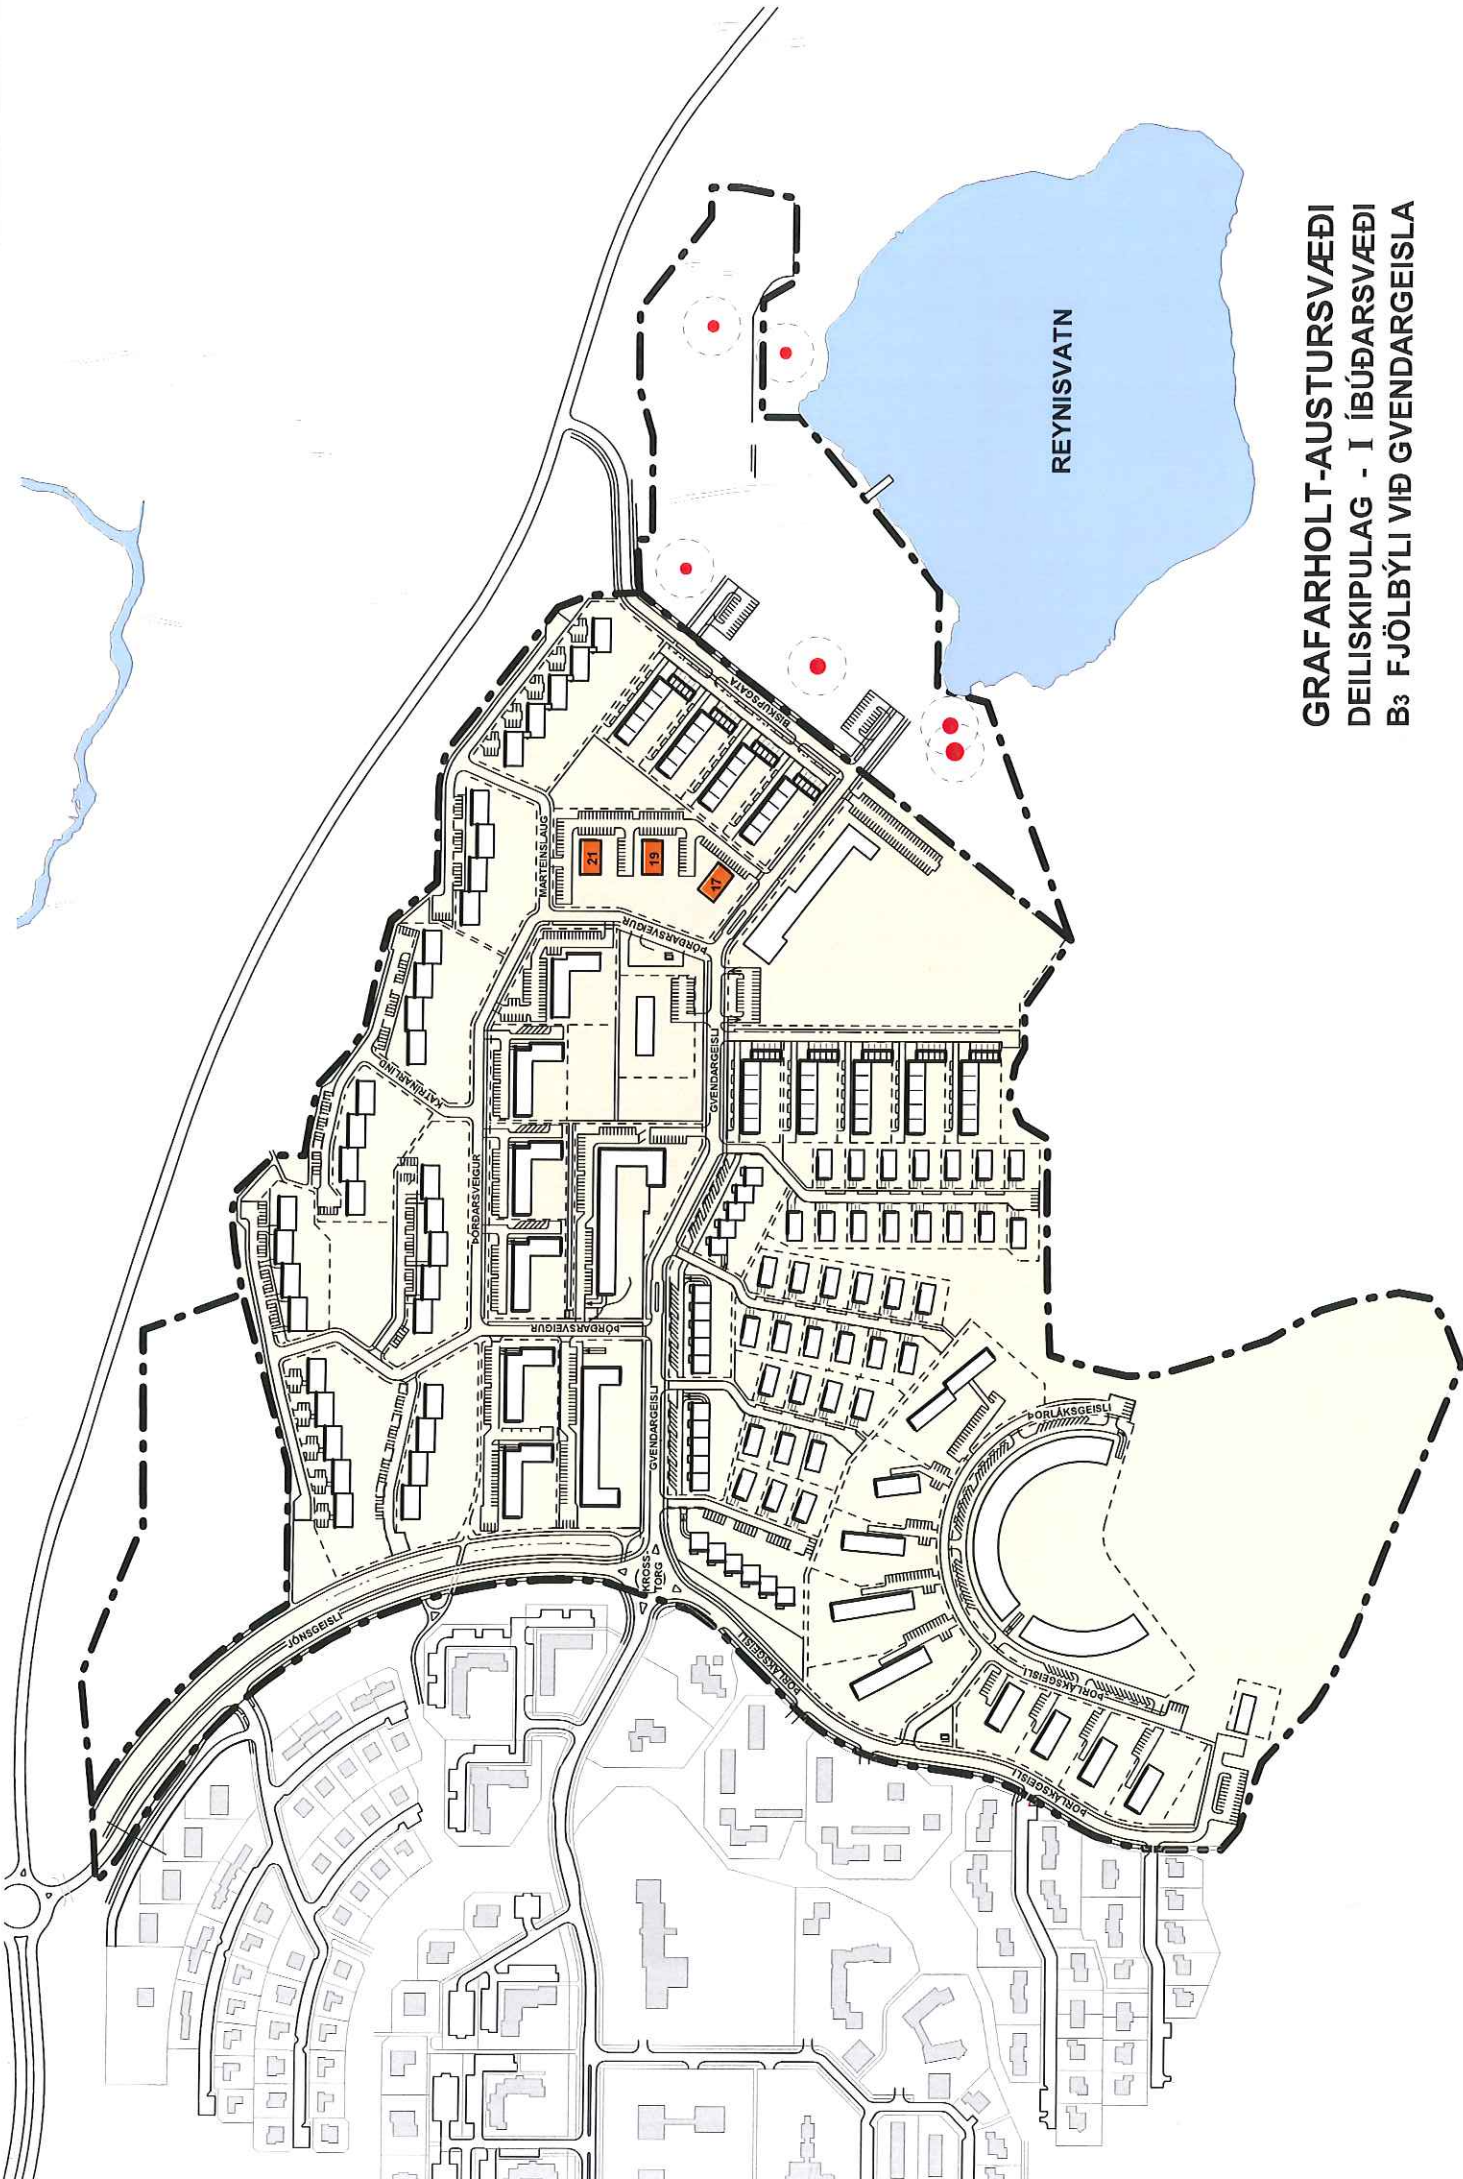 GRAFARHOLT-AUSTURSVÆÐI
DEILISKIPULAG - I ÍBÚÐARSVÆÐI
B3 FJÖLBÝLI VIÐ GVENDARGEISLA
REYNISVATN
BISKUPSGATA
MARTEINSLAUG
21
19
17
ÞÓRÐARSVEIGUR
KATRÍNARLIND
GVENDARGEISLI
ÞÓRÐARSVEIGUR
ÞÓRÐARSVEIGUR
GVENDARGEISLI
ÞORLÁKSGEISLI
KROSS-
TORG
JÓNSGEISLI
ÞORLÁKSGEISLI
ÞORLÁKSGEISLI
ÞORLÁKSGEISLI